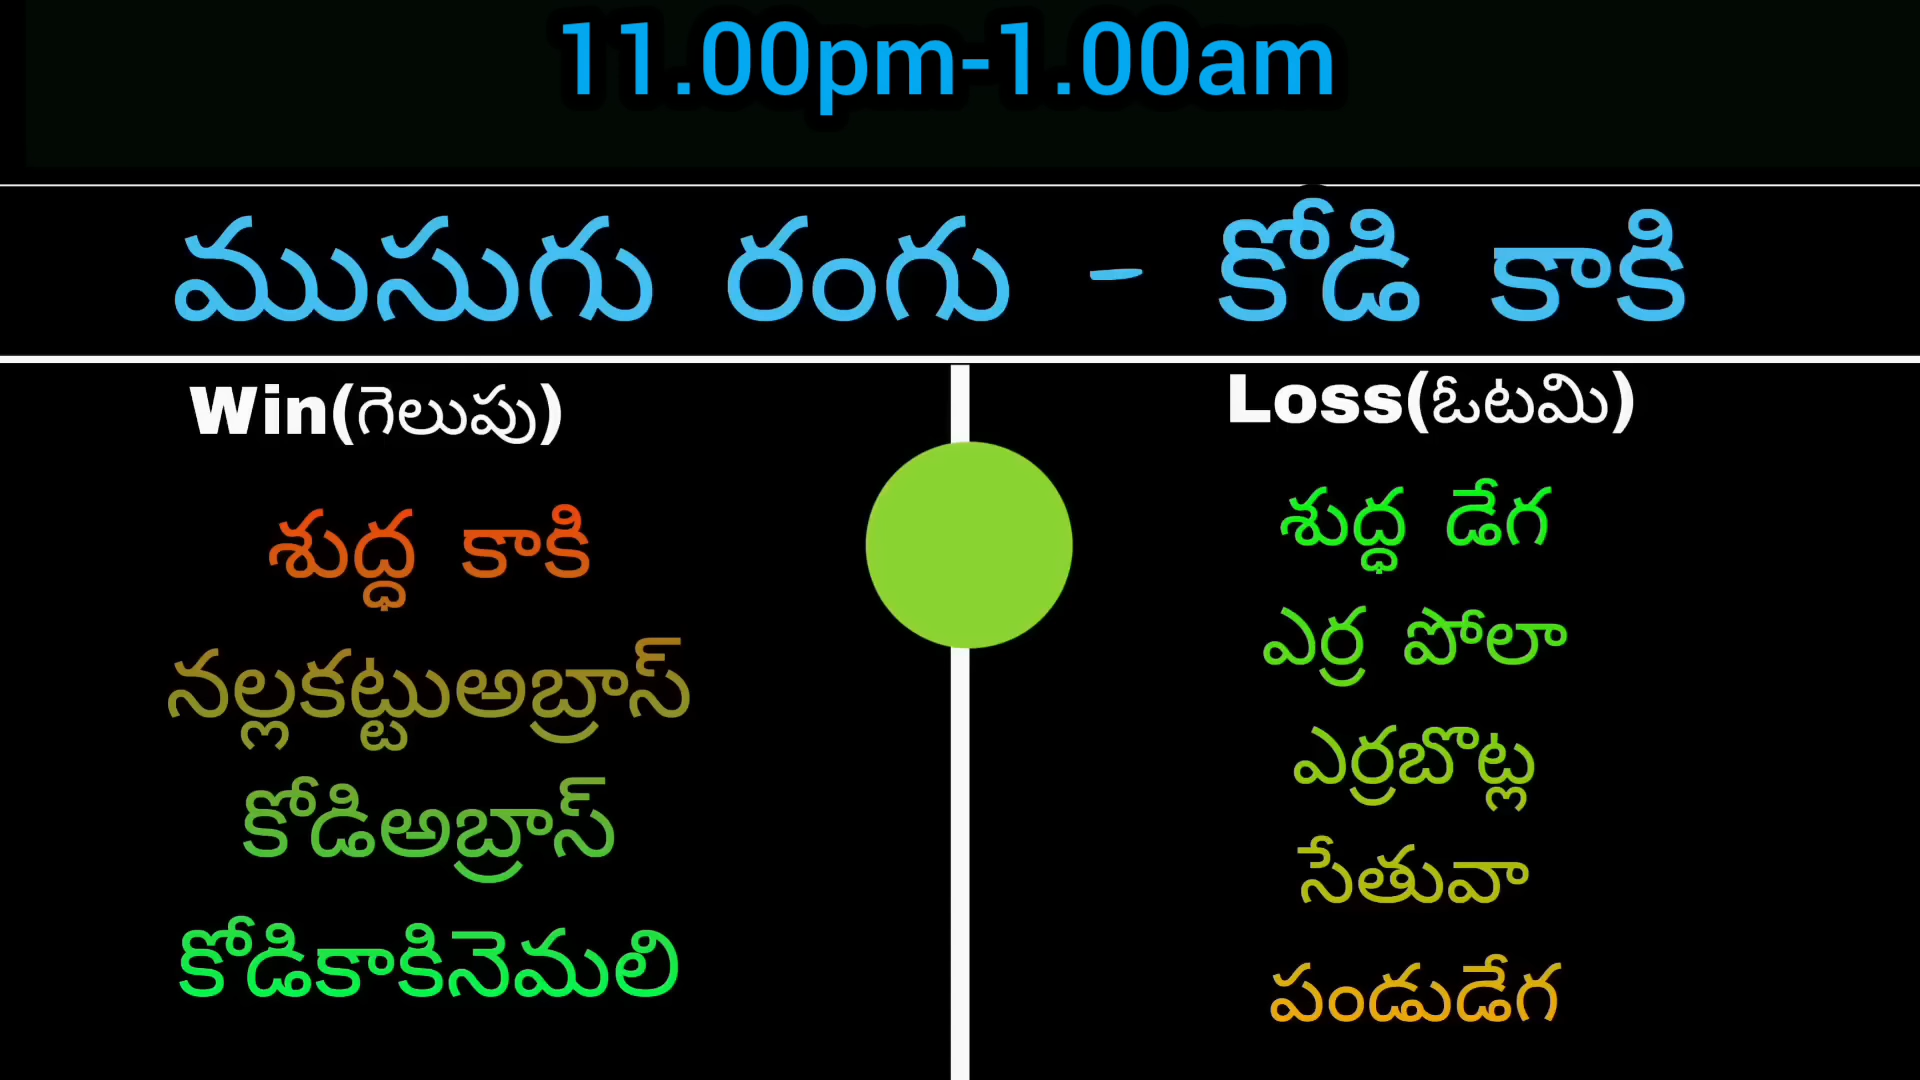 11.00pm-1.00am
ముసుగు రంగు - కోడి కాకి
Win(గెలుపు)
శుద్ధ కాకి
నల్లకట్టుఅబ్రాస్
కోడిఅబ్రాస్
కోడికాకినెమలి
Loss(ఓటమి)
శుద్ధ డేగ
ఎర్ర పోలా
ఎర్రబొట్ల
సేతువా
పండుడేగ